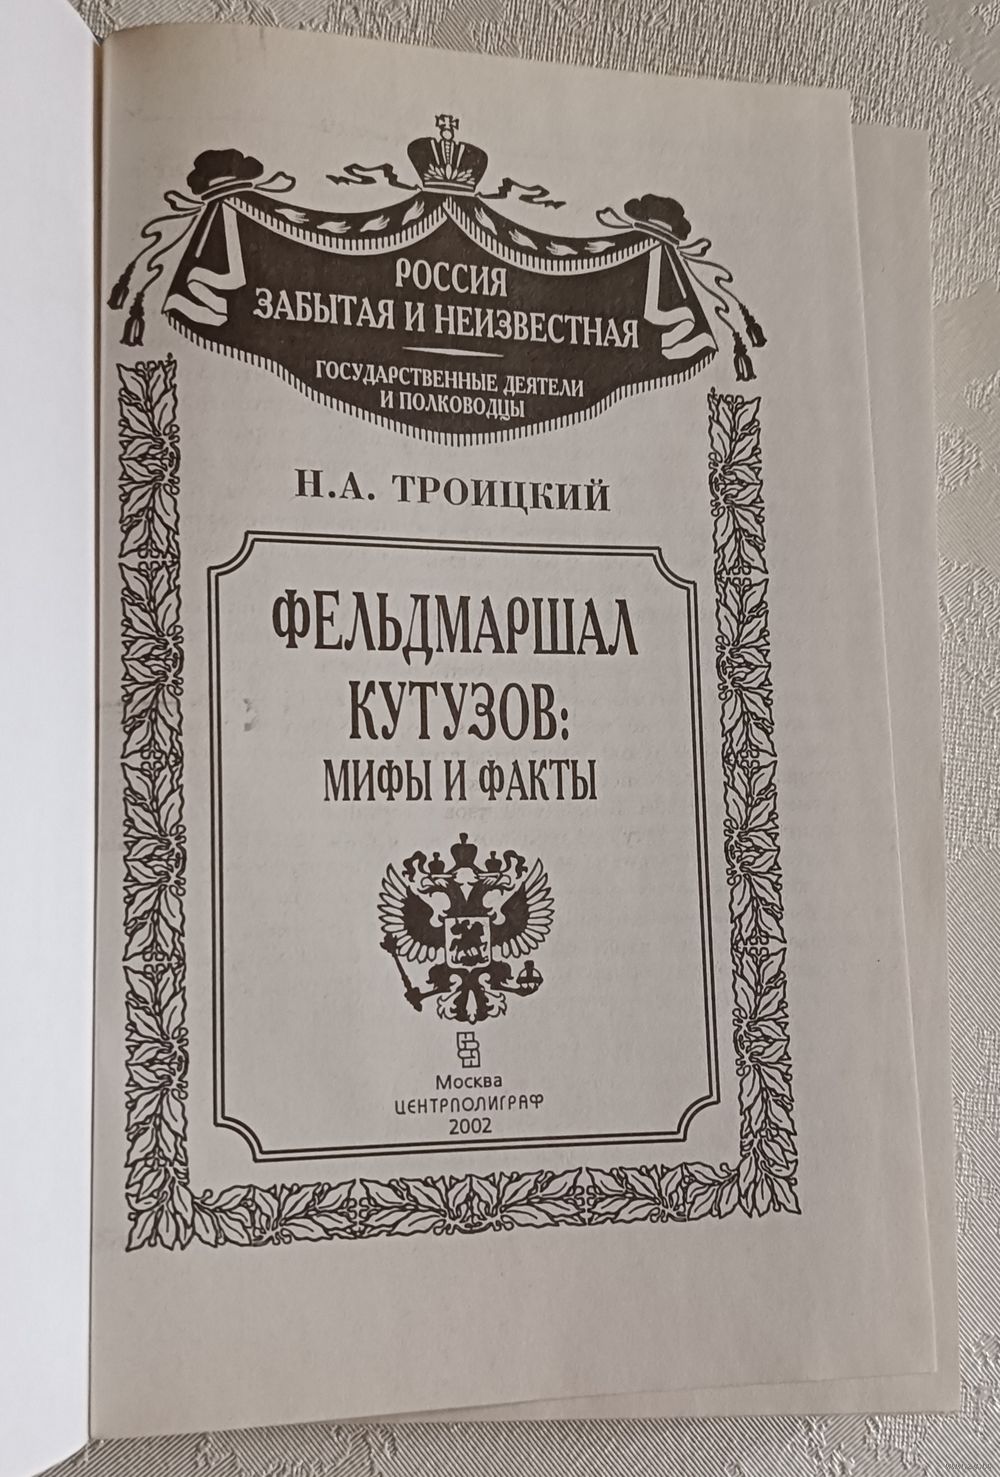 РОССИЯ
ЗАБЫТАЯ И НЕИЗВЕСТНАЯ
ГОСУДАРСТВЕННЫЕ ДЕЯТЕЛИ
И ПОЛКОВОДЦЫ
Н.А. ТРОИЦКИЙ
ФЕЛЬДМАРШАЛ
КУТУЗОВ:
МИФЫ И ФАКТЫ
Москва
ЦЕНТРПОЛИГРАФ
2002